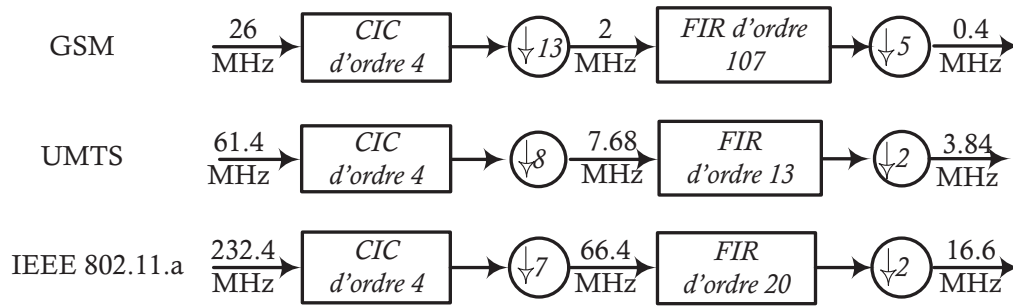 GSM
26
MHz
CIC
d'ordre 4
13
2
MHz
FIR d'ordre
107
5
0.4
MHz
UMTS
61.4
MHz
CIC
d'ordre 4
8
7.68
MHz
FIR
d'ordre 13
2
3.84
MHz
IEEE 802.11.a
232.4
MHz
CIC
d'ordre 4
7
66.4
MHz
FIR
d'ordre 20
2
16.6
MHz